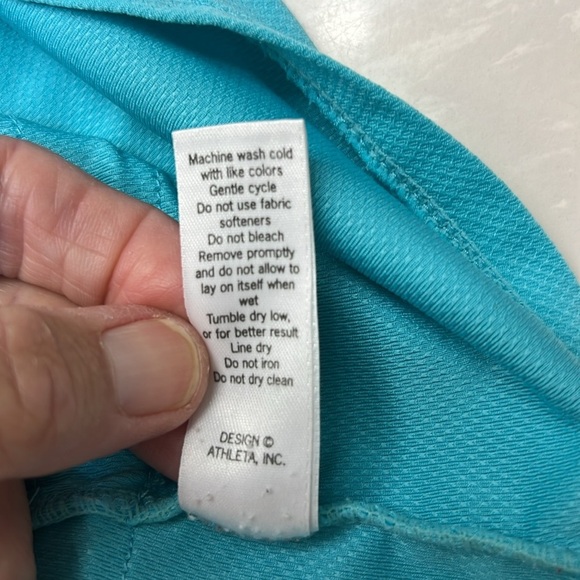 Machine wash cold
with like colors
Gentle cycle
Do not use fabric
softeners
Do not bleach
Remove promptly
and do not allow to
lay on itself when
wet
Tumble dry low,
or for better result
Line dry
Do not iron
Do not dry clean
DESIGN ©
ATHLETA, INC.